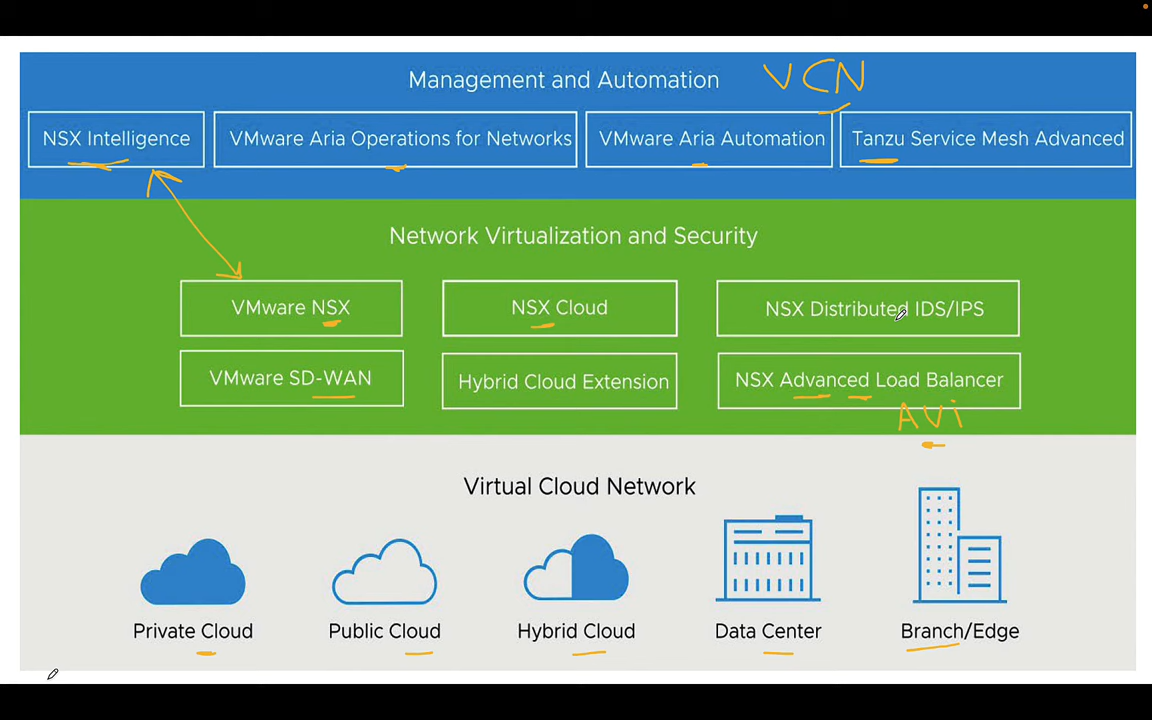 Management and Automation VCN
NSX Intelligence VMware Aria Operations for Networks VMware Aria Automation Tanzu Service Mesh Advanced
Network Virtualization and Security
VMware NSX NSX Cloud NSX Distributed IDS/IPS
VMware SD-WAN Hybrid Cloud Extension NSX Advanced Load Balancer
AVi
Virtual Cloud Network
Private Cloud Public Cloud Hybrid Cloud Data Center Branch/Edge